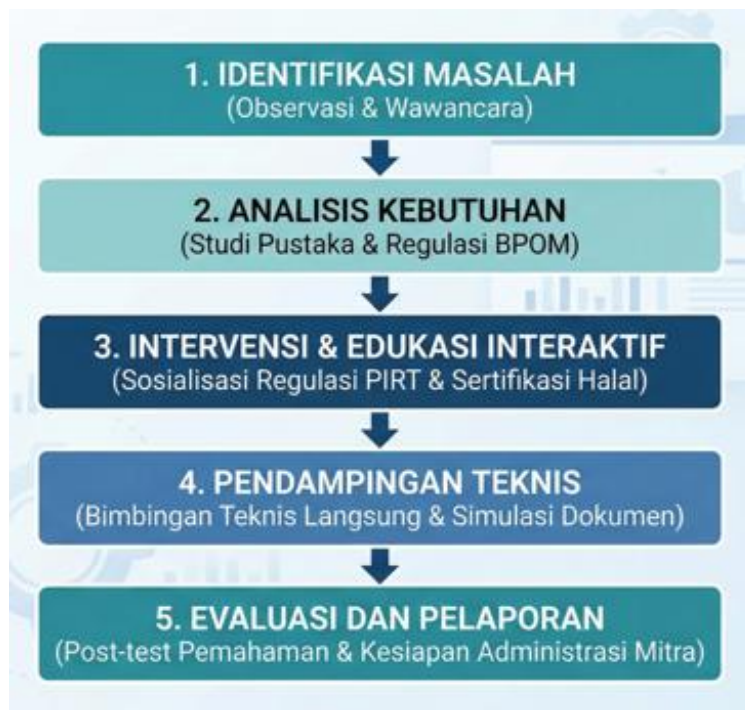 1. IDENTIFIKASI MASALAH
(Observasi & Wawancara)
2. ANALISIS KEBUTUHAN
(Studi Pustaka & Regulasi BPOM)
3. INTERVENSI & EDUKASI INTERAKTIF
(Sosialisasi Regulasi PIRT & Sertifikasi Halal)
4. PENDAMPINGAN TEKNIS
(Bimbingan Teknis Langsung & Simulasi Dokumen)
5. EVALUASI DAN PELAPORAN
(Post-test Pemahaman & Kesiapan Administrasi Mitra)